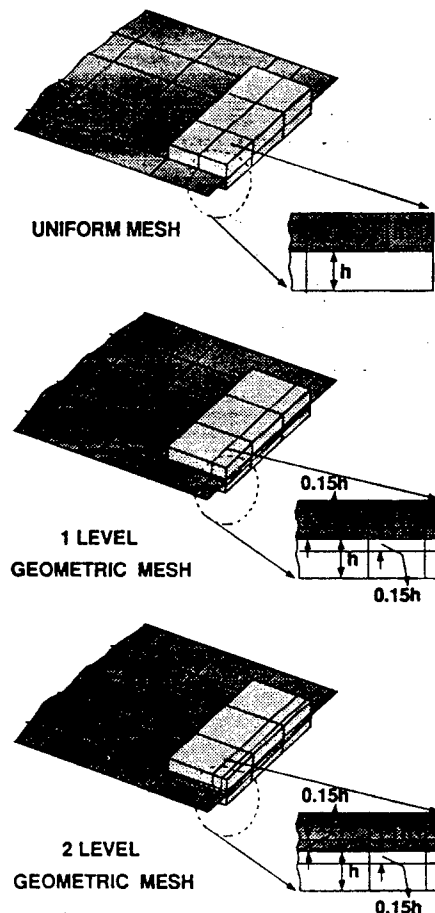 UNIFORM MESH
h
0.15h
1 LEVEL
GEOMETRIC MESH
h
0.15h
0.15h
2 LEVEL
GEOMETRIC MESH
h
0.15h